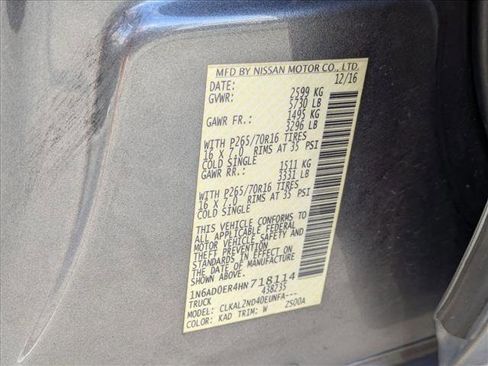 MFD BY NISSAN MOTOR CO., LTD.
DATE: 12/16
GVWR: 2599 KG
5730 LB
GAWR FR.: 1495 KG
3296 LB
WITH P265/70R16 TIRES
16 X 7.0 RIMS AT 35 PSI
COLD SINGLE
GAWR RR.: 1511 KG
3331 LB
WITH P265/70R16 TIRES
16 X 7.0 RIMS AT 35 PSI
COLD SINGLE
THIS VEHICLE CONFORMS TO
ALL APPLICABLE FEDERAL
MOTOR VEHICLE SAFETY AND
THEFT PREVENTION
STANDARDS IN EFFECT ON
THE DATE OF MANUFACTURE
SHOWN ABOVE.
1N6AD0ER4HN718114
TRUCK 438235
MODEL: CLKALZND40EUNFA---
COLOR: KAD TRIM: W 2500A